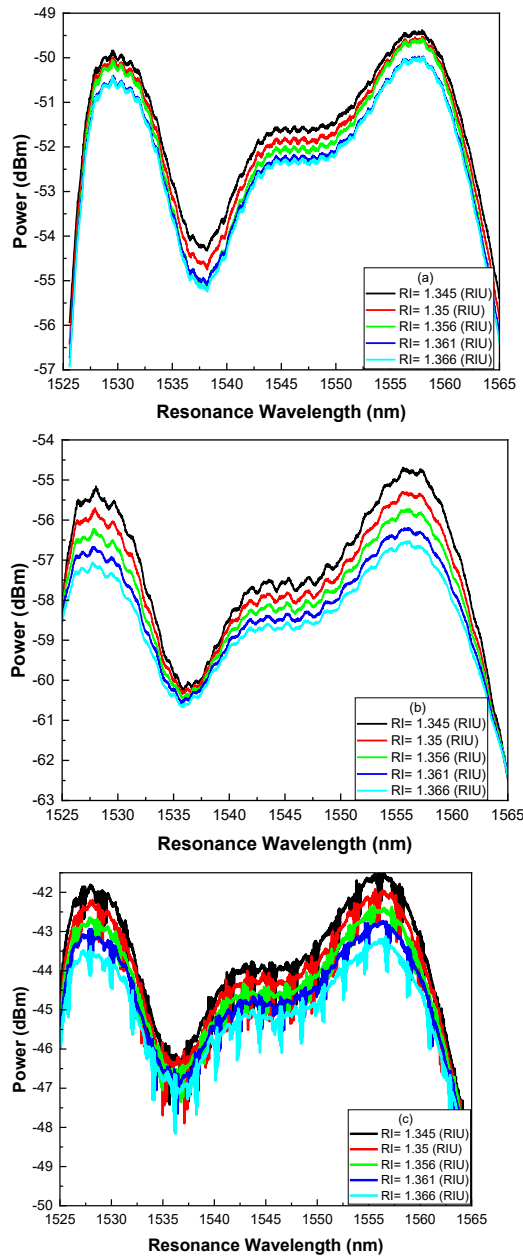 -49
-50
-51
-52
-53
-54
-55
-56
-57
Power (dBm)
(a)
RI= 1.345 (RIU)
RI= 1.35 (RIU)
RI= 1.356 (RIU)
RI= 1.361 (RIU)
RI= 1.366 (RIU)
1525 1530 1535 1540 1545 1550 1555 1560 1565
Resonance Wavelength (nm)
-54
-55
-56
-57
-58
-59
-60
-61
-62
-63
Power (dBm)
(b)
RI= 1.345 (RIU)
RI= 1.35 (RIU)
RI= 1.356 (RIU)
RI= 1.361 (RIU)
RI= 1.366 (RIU)
1525 1530 1535 1540 1545 1550 1555 1560 1565
Resonance Wavelength (nm)
-42
-43
-44
-45
-46
-47
-48
-49
-50
Power (dBm)
(c)
RI= 1.345 (RIU)
RI= 1.35 (RIU)
RI= 1.356 (RIU)
RI= 1.361 (RIU)
RI= 1.366 (RIU)
1525 1530 1535 1540 1545 1550 1555 1560 1565
Resonance Wavelength (nm)